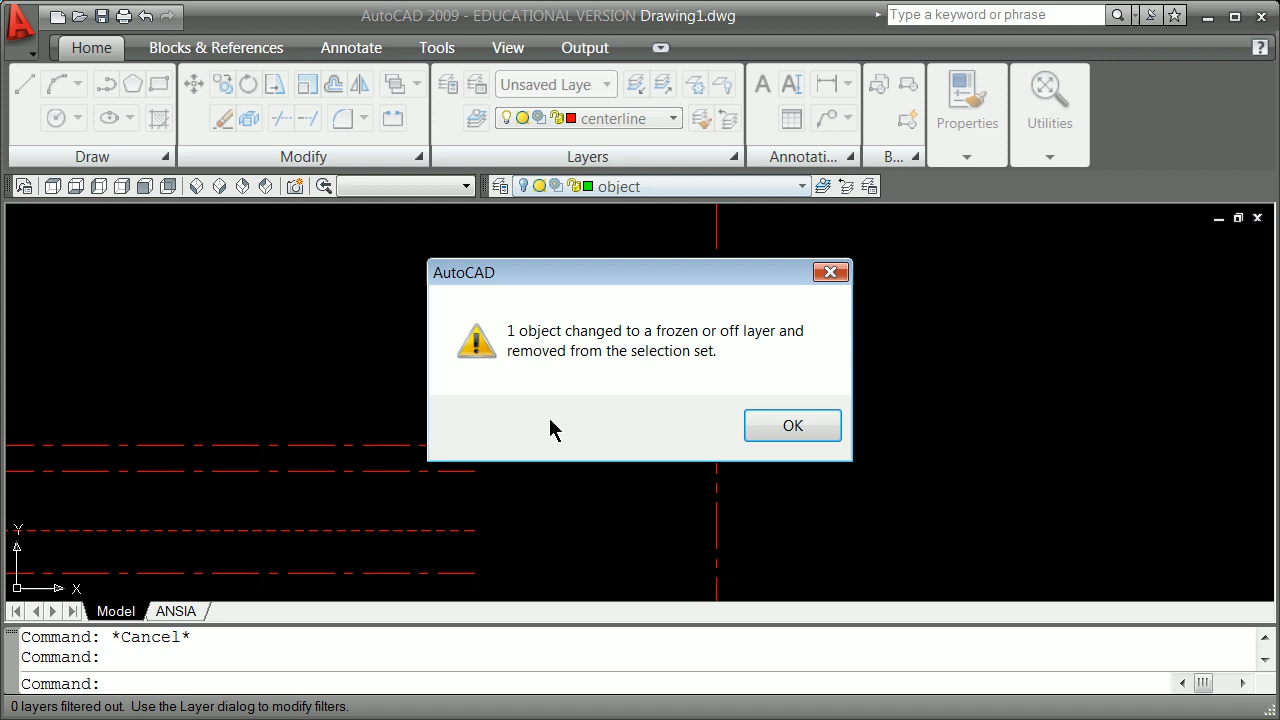 AutoCAD 2009 - EDUCATIONAL VERSION Drawing1.dwg
Type a keyword or phrase
Home Blocks & References Annotate Tools View Output
Unsaved Laye
centerline
Properties
Utilities
Draw Modify Layers Annotati... B...
object
AutoCAD
1 object changed to a frozen or off layer and
removed from the selection set.
OK
Y
X
Model ANSIA
Command: *Cancel*
Command:
Command:
0 layers filtered out. Use the Layer dialog to modify filters.